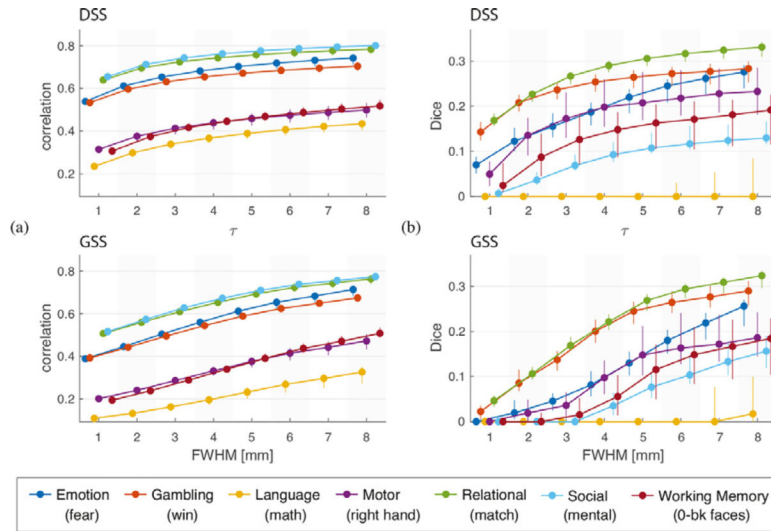 DSS
DSS
correlation
0.8
0.6
0.4
0.2
1 2 3 4 5 6 7 8
τ
(a)
Dice
0.3
0.2
0.1
0
1 2 3 4 5 6 7 8
τ
(b)
GSS
GSS
correlation
0.8
0.6
0.4
0.2
1 2 3 4 5 6 7 8
FWHM [mm]
Dice
0.3
0.2
0.1
0
1 2 3 4 5 6 7 8
FWHM [mm]
Emotion Gambling Language Motor Relational Social Working Memory
(fear) (win) (math) (right hand) (match) (mental) (0-bk faces)